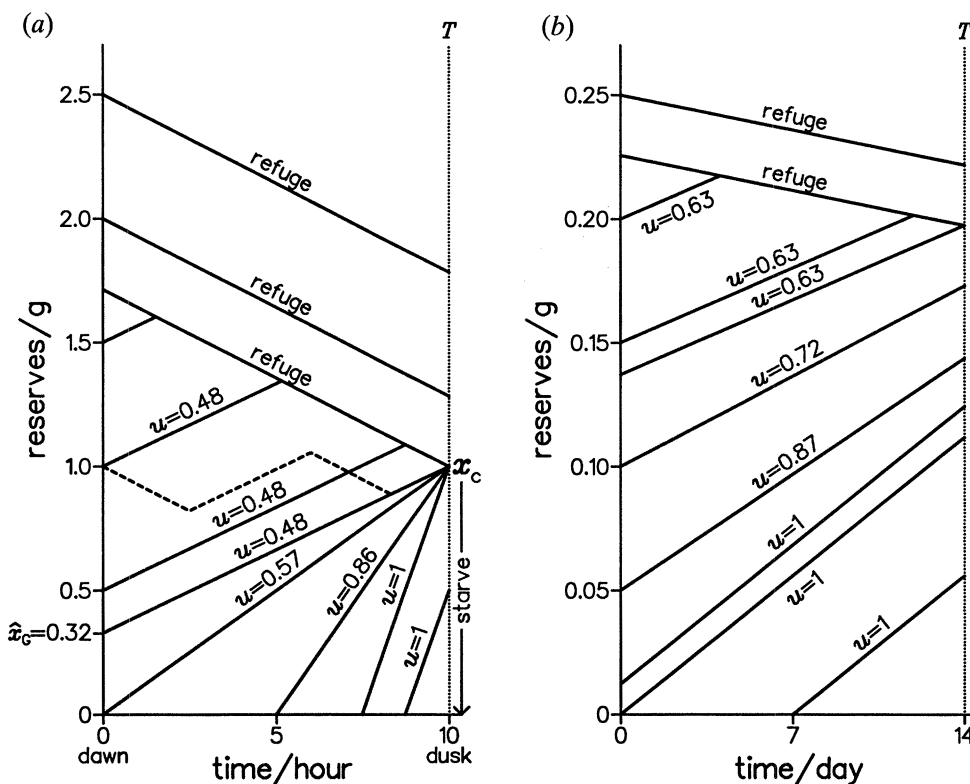 (a)
T
2.5
2.0
1.5
1.0
0.5
x̂G=0.32
0
reserves/g
refuge
refuge
refuge
u=0.48
u=0.48
u=0.48
u=0.57
u=0.86
u=1
u=1
xc
starve
0
5
10
dawn
dusk
time/hour
(b)
T
0.25
0.20
0.15
0.10
0.05
0
reserves/g
refuge
refuge
u=0.63
u=0.63
u=0.63
u=0.72
u=0.87
u=1
u=1
u=1
0
7
14
time/day